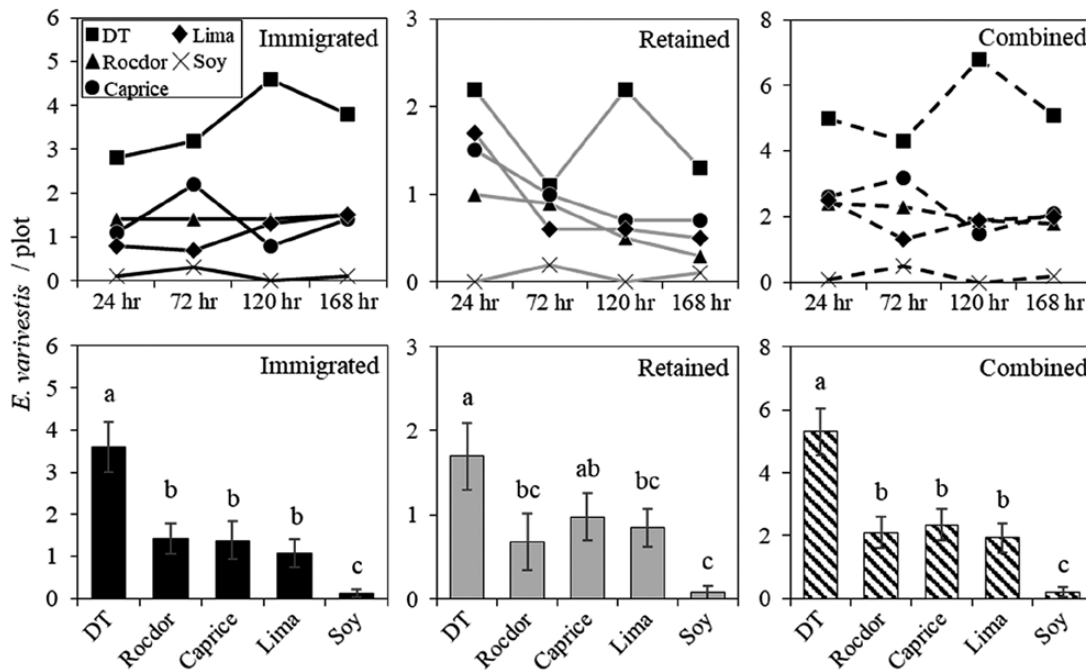 E. varivestis / plot
6
5
4
3
2
1
0
DT
Lima
Rocdor
Soy
Caprice
Immigrated
24 hr 72 hr 120 hr 168 hr
3
2
1
0
Retained
24 hr 72 hr 120 hr 168 hr
8
6
4
2
0
Combined
24 hr 72 hr 120 hr 168 hr
6
5
4
3
2
1
0
Immigrated
a
b
b
b
c
DT Rocdor Caprice Lima Soy
3
2
1
0
Retained
a
bc
ab
bc
c
DT Rocdor Caprice Lima Soy
8
6
4
2
0
Combined
a
b
b
b
c
DT Rocdor Caprice Lima Soy